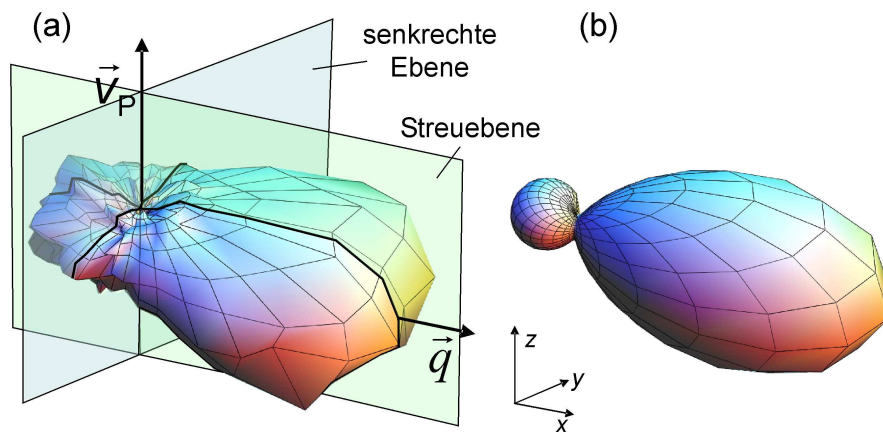 (a)
senkrechte
Ebene
(b)
v⃗P
Streuebene
q⃗
z
y
x